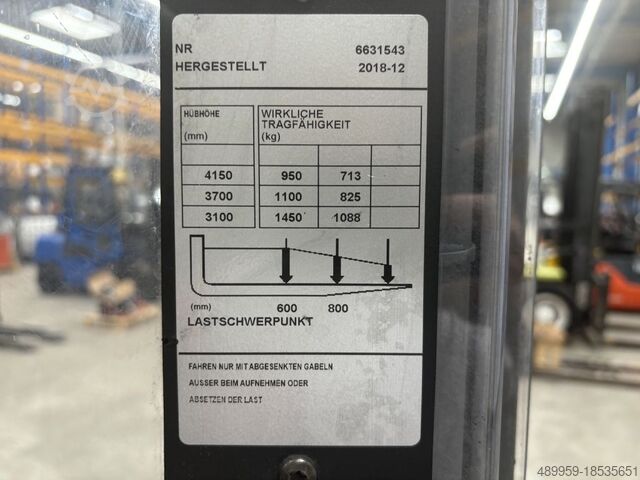 NR 6631543
HERGESTELLT 2018-12
HUBHÖHE
(mm)
WIRKLICHE
TRAGFÄHIGKEIT
(kg)
4150 950 713
3700 1100 825
3100 1450 1088
(mm) 600 800
LASTSCHWERPUNKT
FAHREN NUR MIT ABGESENKTEN GABELN
AUSSER BEIM AUFNEHMEN ODER
ABSETZEN DER LAST
489959-18535651